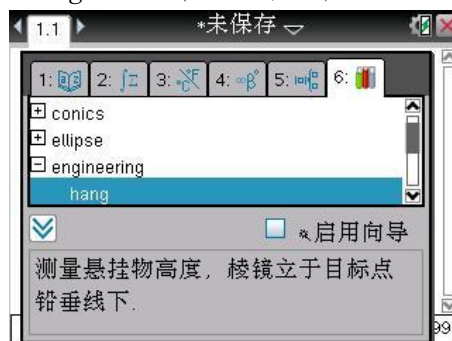 1.1 *未保存
1: 2: ∫Σ 3: °C°F 4: ∞β° 5: 6:
conics
ellipse
engineering
hang
启用向导
测量悬挂物高度，棱镜立于目标点
铅垂线下.
99